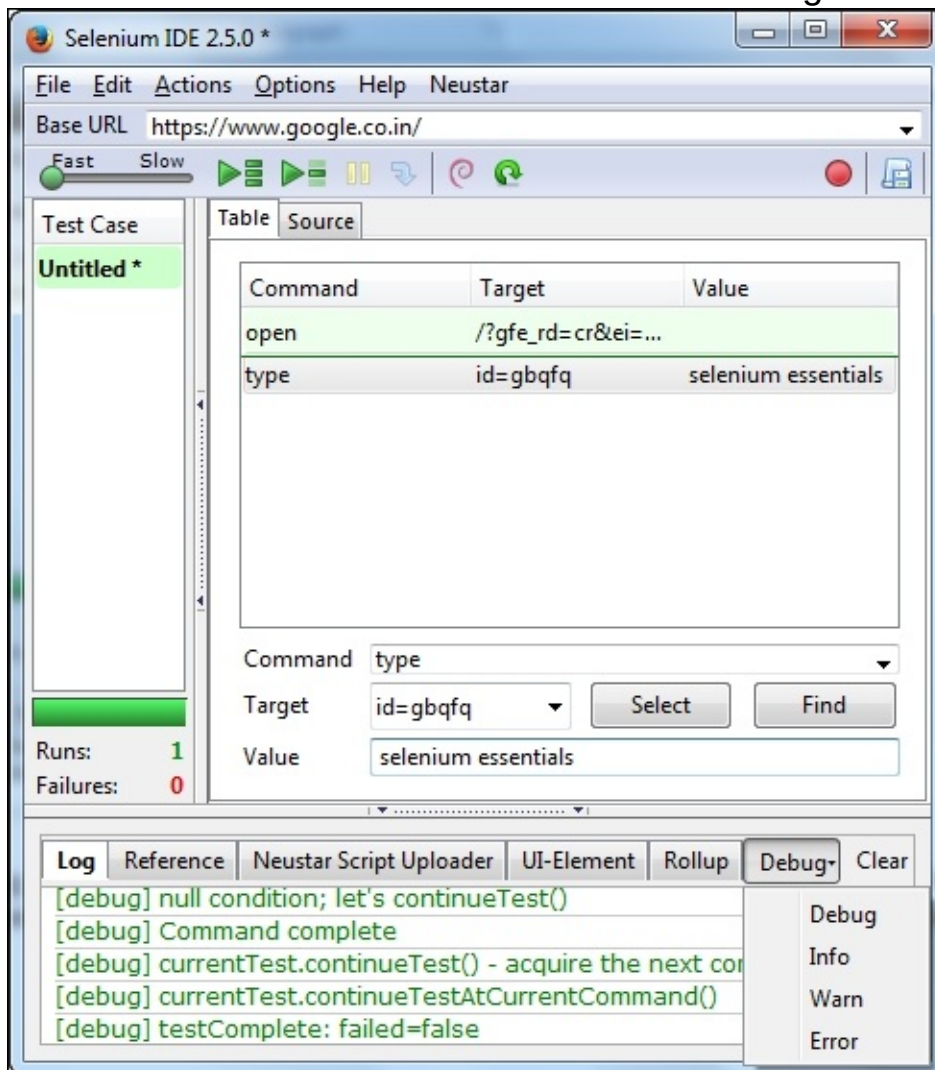 Selenium IDE 2.5.0 *
File Edit Actions Options Help Neustar
Base URL https://www.google.co.in/
Fast Slow
Test Case
Table Source
Untitled *
Command Target Value
open /?gfe_rd=cr&ei=...
type id=gbqfq selenium essentials
Command type
Target id=gbqfq Select Find
Value selenium essentials
Runs: 1
Failures: 0
Log Reference Neustar Script Uploader UI-Element Rollup Debug Clear
[debug] null condition; let's continueTest()
[debug] Command complete
[debug] currentTest.continueTest() - acquire the next
[debug] currentTest.continueTestAtCurrentCommand()
[debug] testComplete: failed=false
Debug
Info
Warn
Error